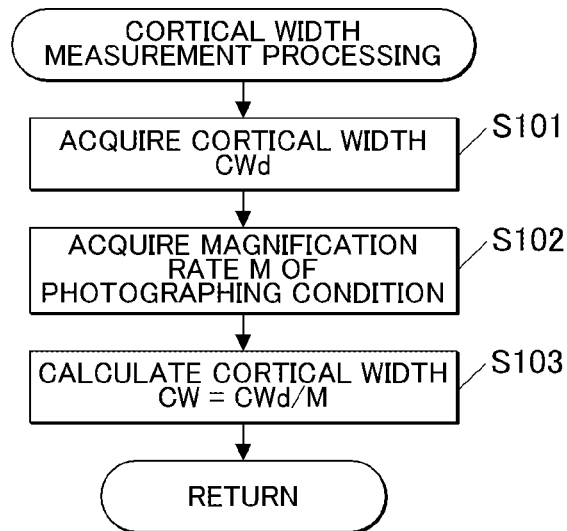 CORTICAL WIDTH
MEASUREMENT PROCESSING
S101
ACQUIRE CORTICAL WIDTH
CWd
S102
ACQUIRE MAGNIFICATION
RATE M OF
PHOTOGRAPHING CONDITION
S103
CALCULATE CORTICAL WIDTH
CW = CWd/M
RETURN